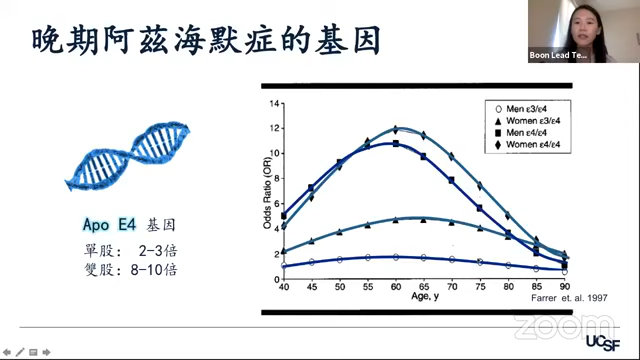 晚期阿茲海默症的基因
Boon Lead Te...
Apo E4 基因
單股： 2-3倍
雙股：8-10倍
14
12
10
8
6
4
2
0
Odds Ratio (OR)
Men ε3/ε4
Women ε3/ε4
Men ε4/ε4
Women ε4/ε4
40 45 50 55 60 65 70 75 80 85 90
Age, y
Farrer et. al. 1997
zoom
UCSF